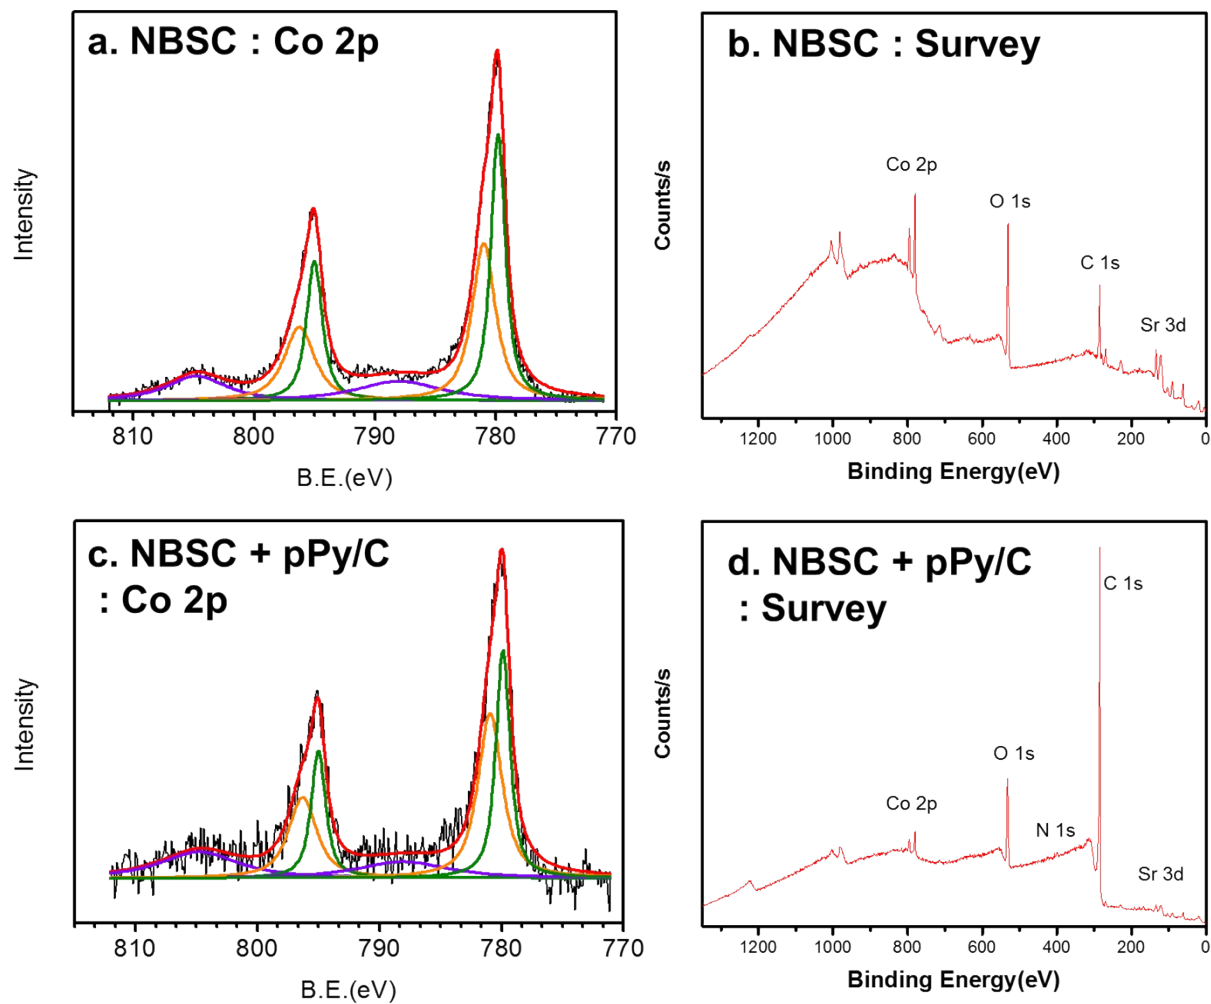 a. NBSC : Co 2p
Intensity
810 800 790 780 770
B.E.(eV)
b. NBSC : Survey
Counts/s
Co 2p
O 1s
C 1s
Sr 3d
1200 1000 800 600 400 200 0
Binding Energy(eV)
c. NBSC + pPy/C
: Co 2p
Intensity
810 800 790 780 770
B.E.(eV)
d. NBSC + pPy/C
: Survey
Counts/s
C 1s
O 1s
Co 2p
N 1s
Sr 3d
1200 1000 800 600 400 200 0
Binding Energy(eV)